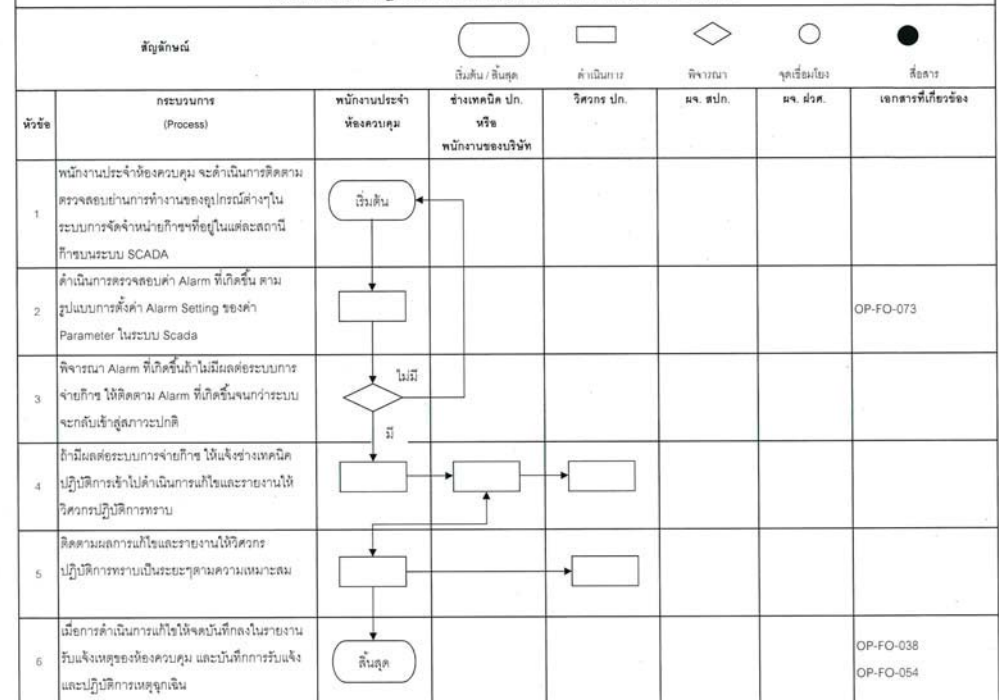 สัญลักษณ์
เริ่มต้น / สิ้นสุด
ดำเนินการ
พิจารณา
จุดเชื่อมโยง
สื่อสาร
หัวข้อ
กระบวนการ
(Process)
พนักงานประจำ
ห้องควบคุม
ช่างเทคนิค ปก.
หรือ
พนักงานของบริษัท
วิศวกร ปก.
ผจ. สปก.
ผจ. ฝวศ.
เอกสารที่เกี่ยวข้อง
1
พนักงานประจำห้องควบคุม จะดำเนินการติดตาม
ตรวจสอบย่านการทำงานของอุปกรณ์ต่างๆใน
ระบบการจัดจำหน่ายก๊าซฯที่อยู่ในแต่ละสถานี
ก๊าซบนระบบ SCADA
เริ่มต้น
2
ดำเนินการตรวจสอบค่า Alarm ที่เกิดขึ้น ตาม
รูปแบบการตั้งค่า Alarm Setting ของค่า
Parameter ในระบบ Scada
OP-FO-073
3
พิจารณา Alarm ที่เกิดขึ้นถ้าไม่มีผลต่อระบบการ
จ่ายก๊าซ ให้ติดตาม Alarm ที่เกิดขึ้นจนกว่าระบบ
จะกลับเข้าสู่สภาวะปกติ
ไม่มี
มี
4
ถ้ามีผลต่อระบบการจ่ายก๊าซ ให้แจ้งช่างเทคนิค
ปฏิบัติการเข้าไปดำเนินการแก้ไขและรายงานให้
วิศวกรปฏิบัติการทราบ
5
ติดตามผลการแก้ไขและรายงานให้วิศวกร
ปฏิบัติการทราบเป็นระยะๆตามความเหมาะสม
6
เมื่อการดำเนินการแก้ไขให้จดบันทึกลงในรายงาน
รับแจ้งเหตุของห้องควบคุม และบันทึกการรับแจ้ง
และปฏิบัติการเหตุฉุกเฉิน
สิ้นสุด
OP-FO-038
OP-FO-054